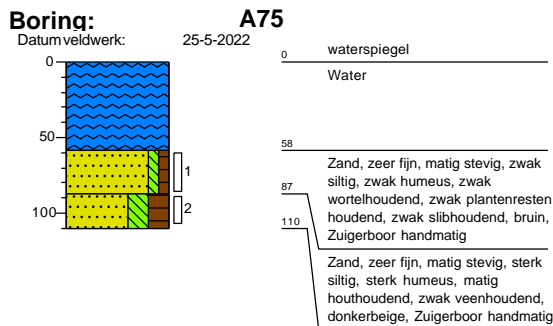 Boring: A75
Datum veldwerk: 25-5-2022
0
50
100
1
2
0
waterspiegel
Water
58
Zand, zeer fijn, matig stevig, zwak
siltig, zwak humeus, zwak
wortelhoudend, zwak plantenresten
houdend, zwak slibhoudend, bruin,
Zuigerboor handmatig
87
110
Zand, zeer fijn, matig stevig, sterk
siltig, sterk humeus, matig
houthoudend, zwak veenhoudend,
donkerbeige, Zuigerboor handmatig